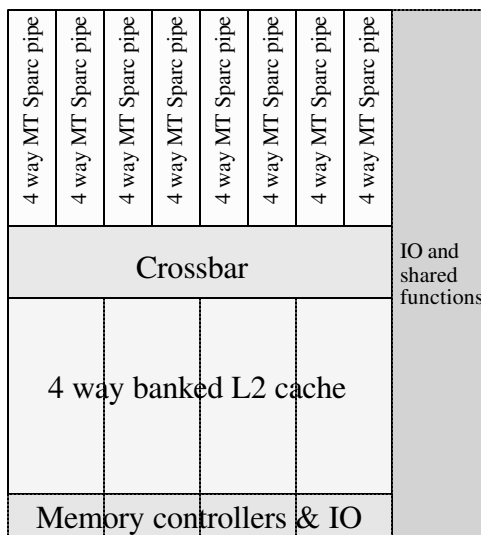 4 way MT Sparc pipe
4 way MT Sparc pipe
4 way MT Sparc pipe
4 way MT Sparc pipe
4 way MT Sparc pipe
4 way MT Sparc pipe
4 way MT Sparc pipe
4 way MT Sparc pipe
Crossbar
IO and
shared
functions
4 way banked L2 cache
Memory controllers & IO